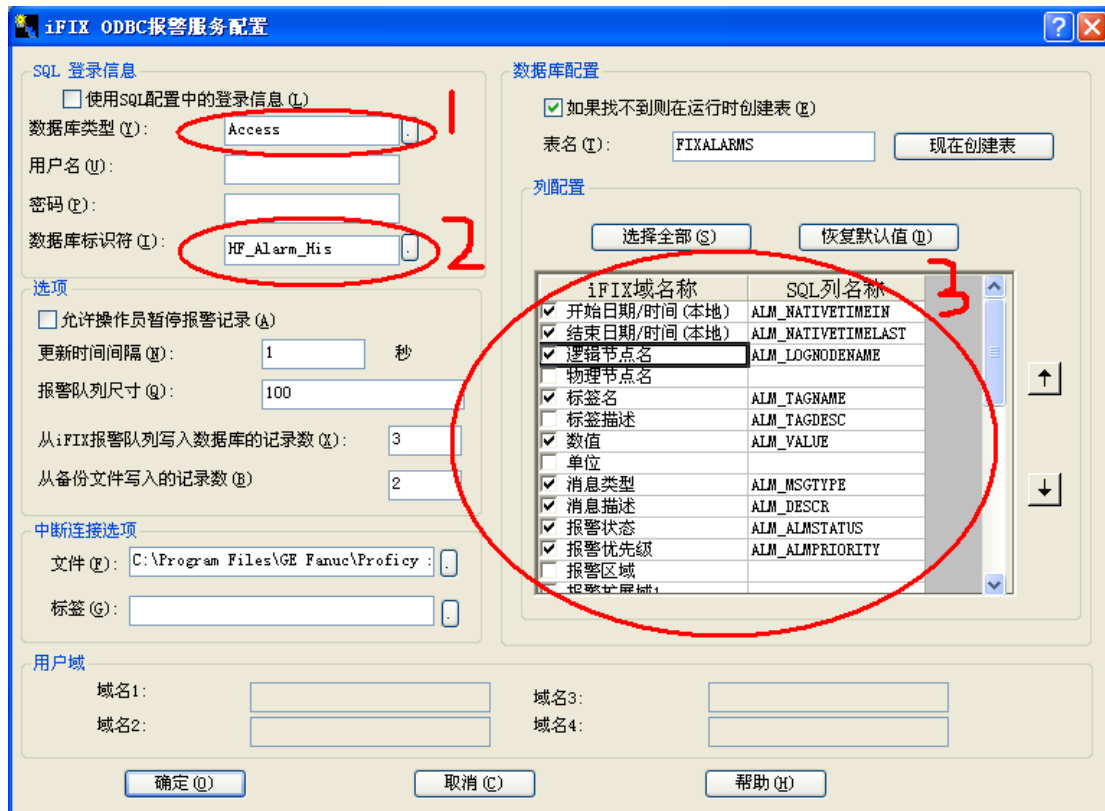 iFIX ODBC报警服务配置
SQL 登录信息
使用SQL配置中的登录信息(L)
数据库类型(Y):
Access
1
用户名(U):
密码(P):
数据库标识符(I):
HF_Alarm_His
2
选项
允许操作员暂停报警记录(A)
更新时间间隔(N):
1
秒
报警队列尺寸(Q):
100
从iFIX报警队列写入数据库的记录数(X):
3
从备份文件写入的记录数(B)
2
中断连接选项
文件(F):
C:\Program Files\GE Fanuc\Proficy :
标签(G):
数据库配置
如果找不到则在运行时创建表(E)
表名(T):
FIXALARMS
现在创建表
列配置
选择全部(S)
恢复默认值(D)
3
iFIX域名称 SQL列名称
开始日期/时间(本地) ALM_NATIVETIMEIN
结束日期/时间(本地) ALM_NATIVETIMELAST
逻辑节点名 ALM_LOGNODENAME
物理节点名
标签名 ALM_TAGNAME
标签描述 ALM_TAGDESC
数值 ALM_VALUE
单位
消息类型 ALM_MSGTYPE
消息描述 ALM_DESCR
报警状态 ALM_ALMSTATUS
报警优先级 ALM_ALMPRIORITY
报警区域
报警扩展域1
用户域
域名1:
域名3:
域名2:
域名4:
确定(O)
取消(C)
帮助(H)